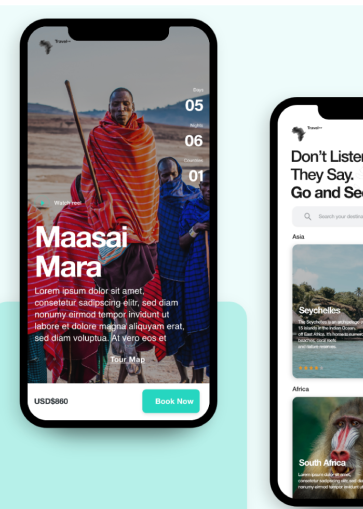 Travel
Days
05
Nights
06
Countries
01
Watch reel
Maasai
Mara
Lorem ipsum dolor sit amet,
consetetur sadipscing elitr, sed diam
nonumy eirmod tempor invidunt ut
labore et dolore magna aliquyam erat,
sed diam voluptua. At vero eos et
Tour Map
USD$860
Book Now
Travel
Don't Listen
They Say.
Go and See
Search your destina
Asia
Seychelles
The Seychelles is an archipelago
15 islands in the Indian Ocean,
off East Africa. It's home to numerous
beaches, coral reefs
and nature reserves
Africa
South Africa
Lorem ipsum dolor sit amet,
consetetur sadipscing elitr, sed diam
nonumy eirmod tempor invidunt ut